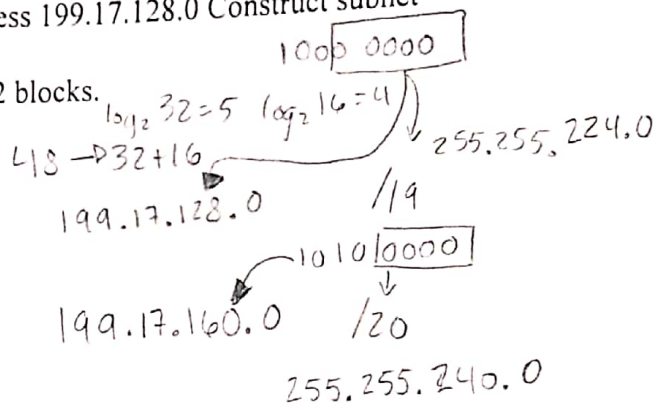 ess 199.17.128.0 Construct subnet
1000 0000
2 blocks.
log2 32=5 log2 16=4
418 → 32+16
255.255.224.0
199.17.128.0 /19
1010 0000
199.17.160.0 /20
255.255.240.0